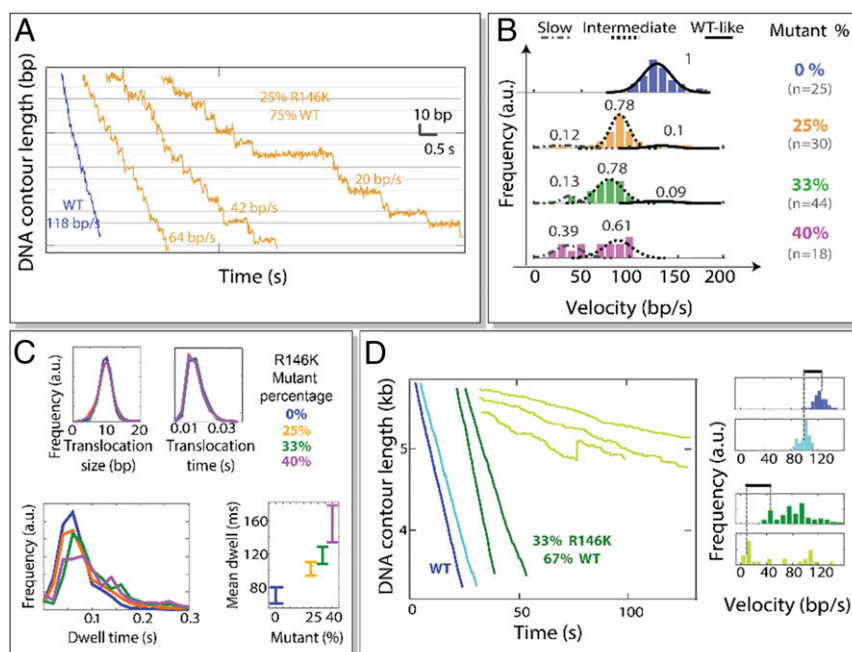 A
DNA contour length (bp)
25% R146K
75% WT
10 bp
0.5 s
WT
118 bp/s
64 bp/s
42 bp/s
20 bp/s
Time (s)
B
Slow Intermediate WT-like Mutant %
Frequency (a.u.)
1
0 %
(n=25)
0.12 0.78 0.1
25%
(n=30)
0.13 0.78 0.09
33%
(n=44)
0.39 0.61
40%
(n=18)
0 50 100 150 200
Velocity (bp/s)
C
Frequency (a.u.)
0 10 20
Translocation
size (bp)
0.01 0.03
Translocation
time (s)
R146K
Mutant
percentage
0%
25%
33%
40%
Frequency (a.u.)
0.1 0.2 0.3
Dwell time (s)
Mean dwell (ms)
160
120
80
0 25 40
Mutant (%)
D
DNA contour length (kb)
5
4
WT
33% R146K
67% WT
0 50 100
Time (s)
Frequency (a.u.)
0 40 80 120
0 40 80 120
Velocity (bp/s)